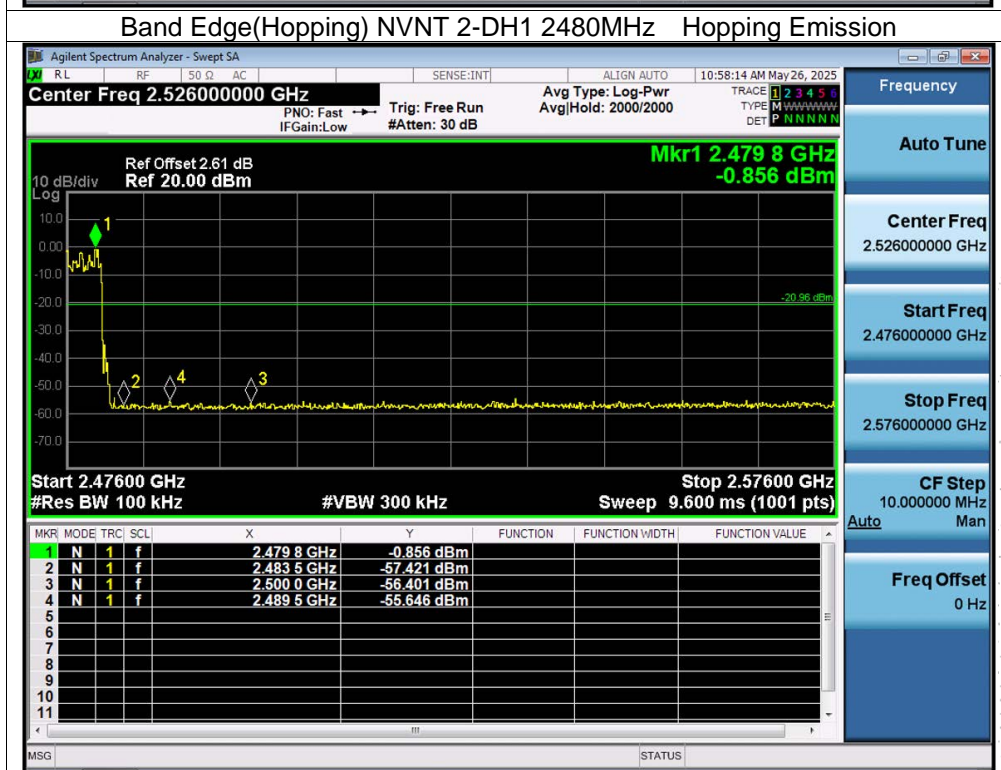 Band Edge(Hopping) NVNT 2-DH1 2480MHz Hopping Emission
Agilent Spectrum Analyzer - Swept SA
LXI RL RF 50 Ω AC SENSE:INT ALIGN AUTO 10:58:14 AM May 26, 2025
Center Freq 2.526000000 GHz
PNO: Fast
IFGain:Low
Trig: Free Run
#Atten: 30 dB
Avg Type: Log-Pwr
Avg|Hold: 2000/2000
TRACE 1 2 3 4 5 6
TYPE M WWWWW
DET P N N N N N
Frequency
Auto Tune
Center Freq
2.526000000 GHz
Start Freq
2.476000000 GHz
Stop Freq
2.576000000 GHz
CF Step
10.000000 MHz
Auto Man
Freq Offset
0 Hz
Mkr1 2.479 8 GHz
-0.856 dBm
Ref Offset 2.61 dB
Ref 20.00 dBm
10 dB/div
Log
10.0
0.00
-10.0
-20.0
-30.0
-40.0
-50.0
-60.0
-70.0
1
2
4
3
-20.96 dBm
Start 2.47600 GHz Stop 2.57600 GHz
#Res BW 100 kHz #VBW 300 kHz Sweep 9.600 ms (1001 pts)
MKR MODE TRC SCL X Y FUNCTION FUNCTION WIDTH FUNCTION VALUE
1 N 1 f 2.479 8 GHz -0.856 dBm
2 N 1 f 2.483 5 GHz -57.421 dBm
3 N 1 f 2.500 0 GHz -56.401 dBm
4 N 1 f 2.489 5 GHz -55.646 dBm
5
6
7
8
9
10
11
MSG STATUS